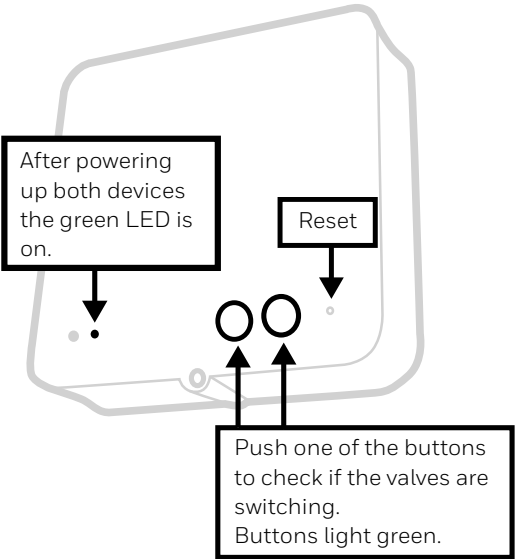 After powering
up both devices
the green LED is
on.
Reset
Push one of the buttons
to check if the valves are
switching.
Buttons light green.